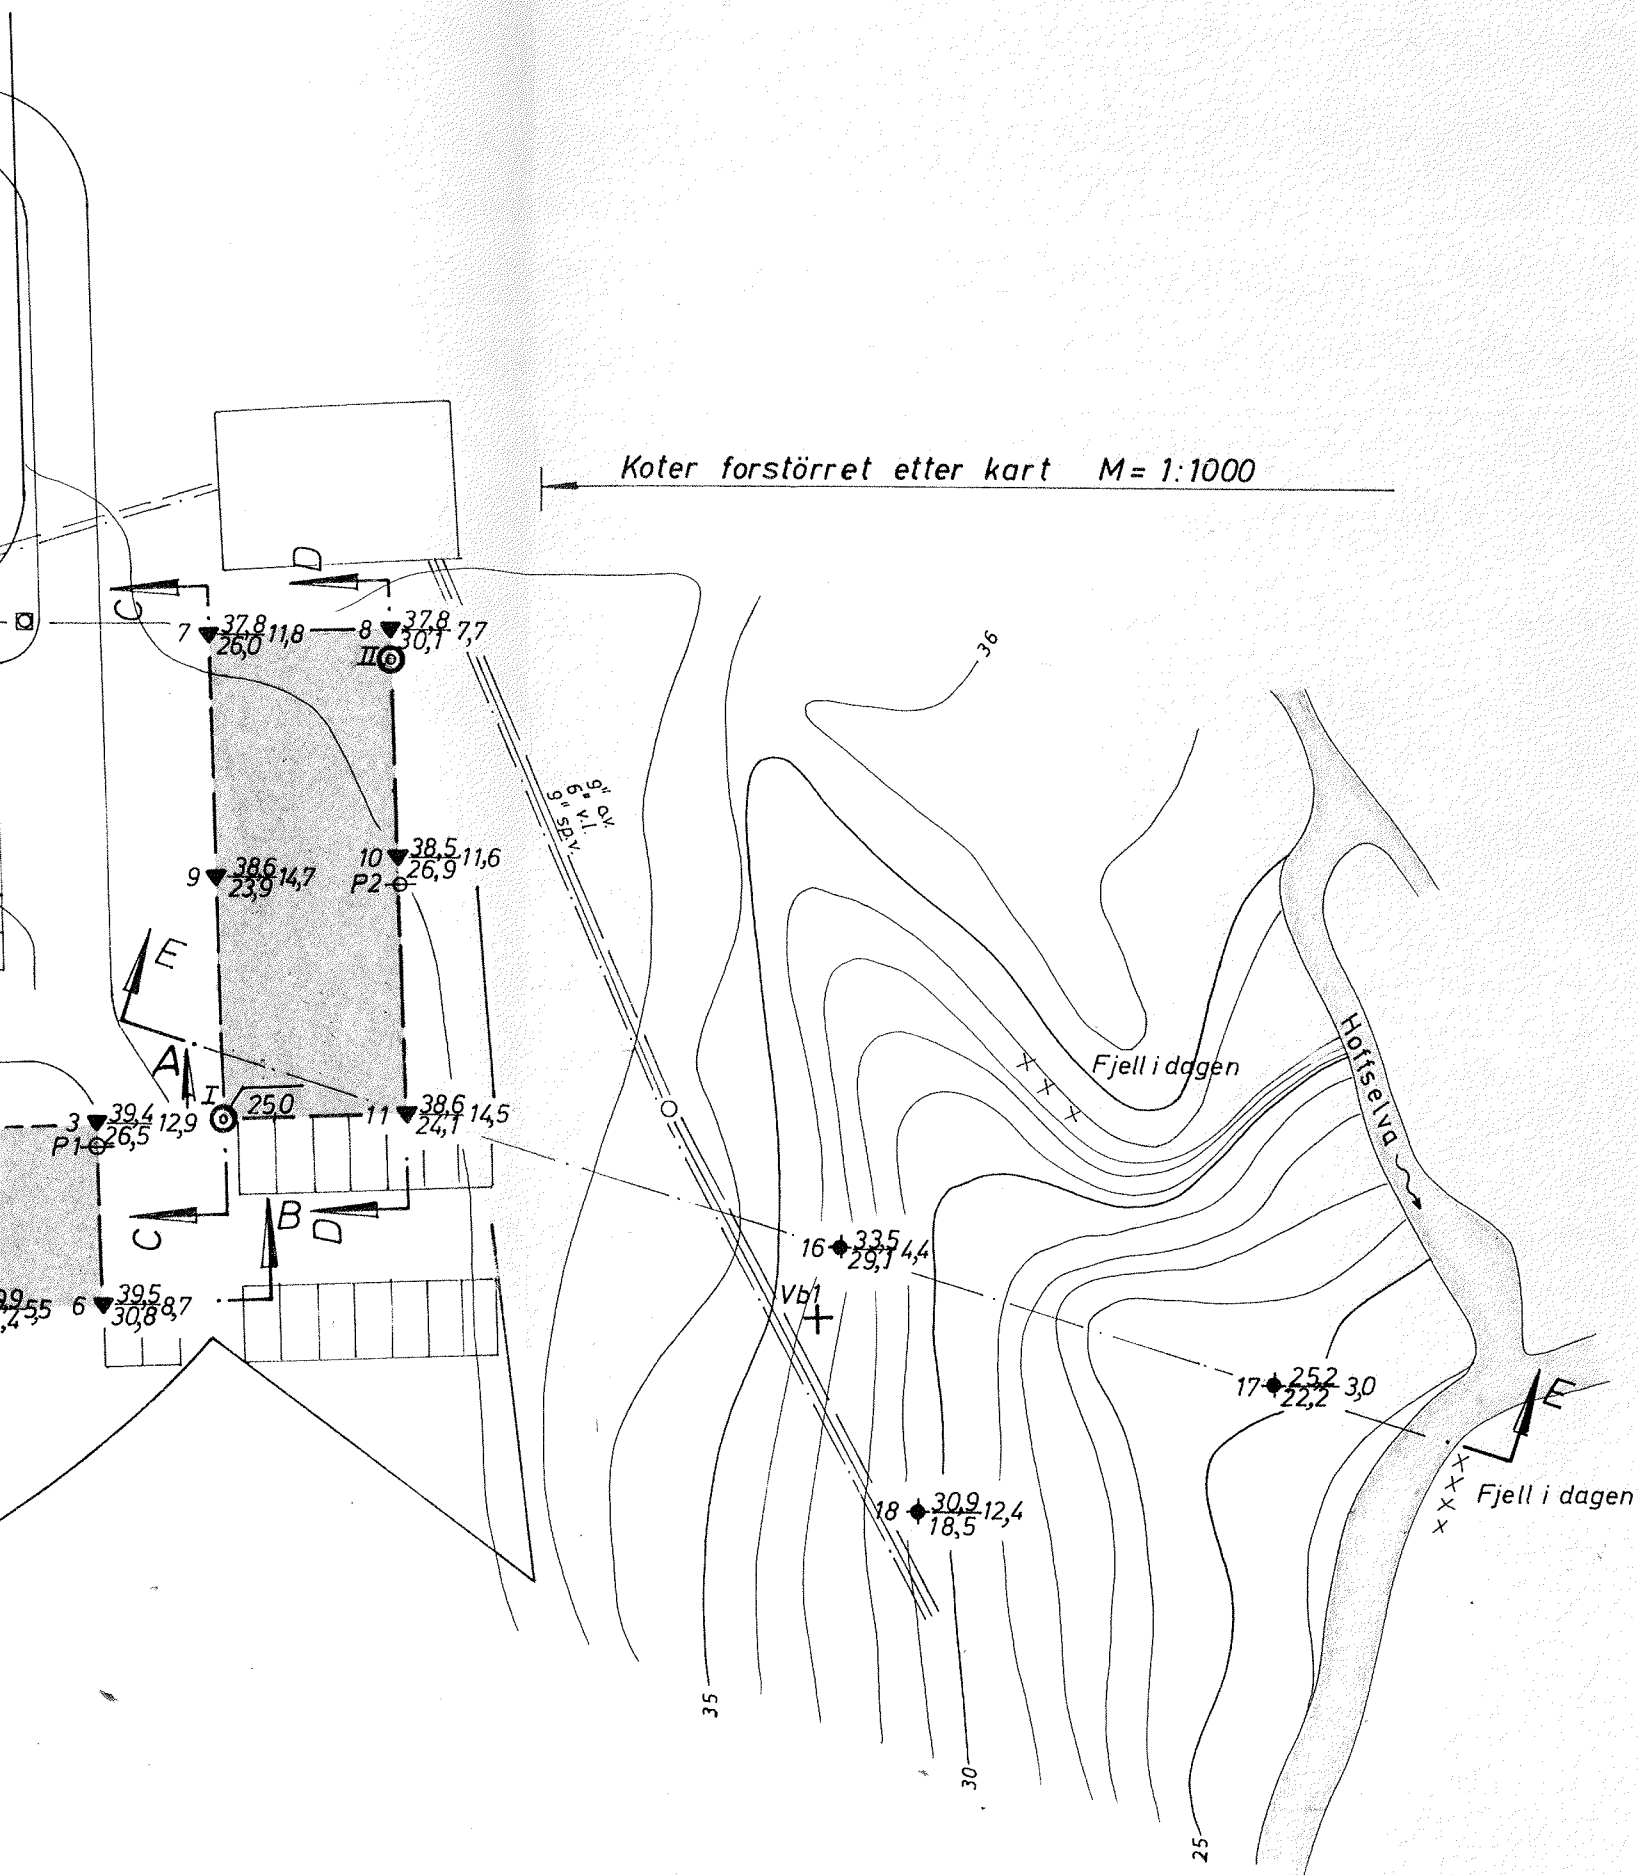 Koter forstörret etter kart M = 1:1000
D
C
7 37,8 11,8
26,0
8 37,8 7,7
30,1
II
36
9" av.
6" v.l.
9" sp.v.
10 38,5 11,6
26,9
P2
9 38,6 14,7
23,9
E
A
Hoffselva
Fjell i dagen
I
25,0
3 39,4 12,9
26,5
P1
11 38,6 14,5
24,1
C
B
D
16 33,5 4,4
29,1
Vb1
6 39,5 8,7
30,8
17 25,2 3,0
22,2
E
Fjell i dagen
18 30,9 12,4
18,5
35
30
25